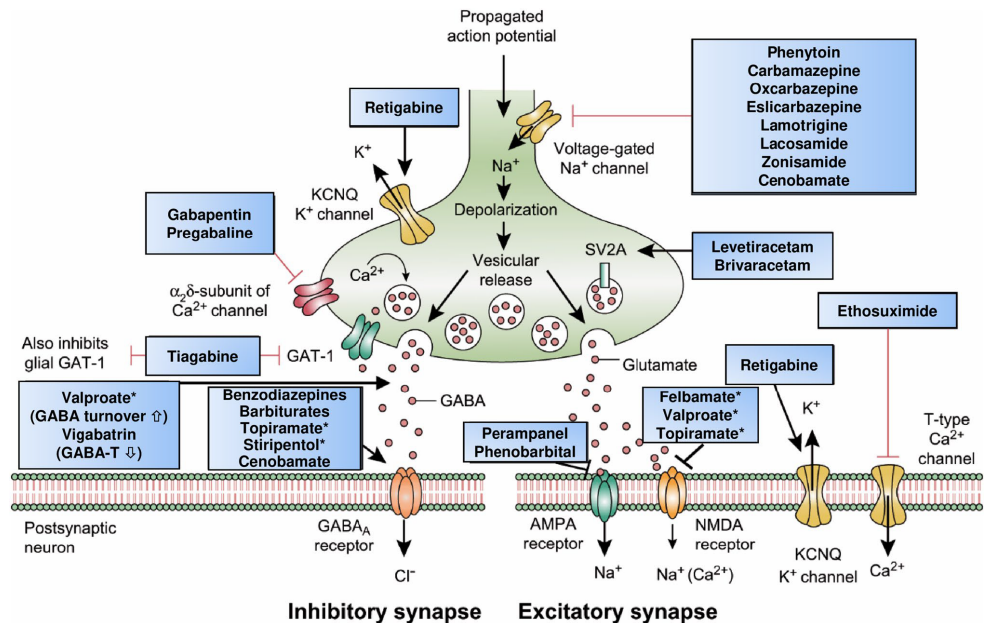 Propagated
action potential
Phenytoin
Carbamazepine
Oxcarbazepine
Eslicarbazepine
Lamotrigine
Lacosamide
Zonisamide
Cenobamate
Retigabine
Voltage-gated
Na⁺ channel
K⁺
Na⁺
KCNQ
K⁺ channel
Depolarization
Gabapentin
Pregabaline
SV2A
Levetiracetam
Brivaracetam
Vesicular
release
Ca²⁺
α₂δ-subunit of
Ca²⁺ channel
Ethosuximide
Also inhibits
glial GAT-1
Tiagabine
GAT-1
Glutamate
Retigabine
Valproate*
(GABA turnover ⇧)
Vigabatrin
(GABA-T ⇩)
Benzodiazepines
Barbiturates
Topiramate*
Stiripentol*
Cenobamate
GABA
Felbamate*
Valproate*
Topiramate*
K⁺
T-type
Ca²⁺
channel
Perampanel
Phenobarbital
Postsynaptic
neuron
GABA_A
receptor
AMPA
receptor
NMDA
receptor
KCNQ
K⁺ channel
Cl⁻
Na⁺
Na⁺ (Ca²⁺)
Ca²⁺
Inhibitory synapse
Excitatory synapse